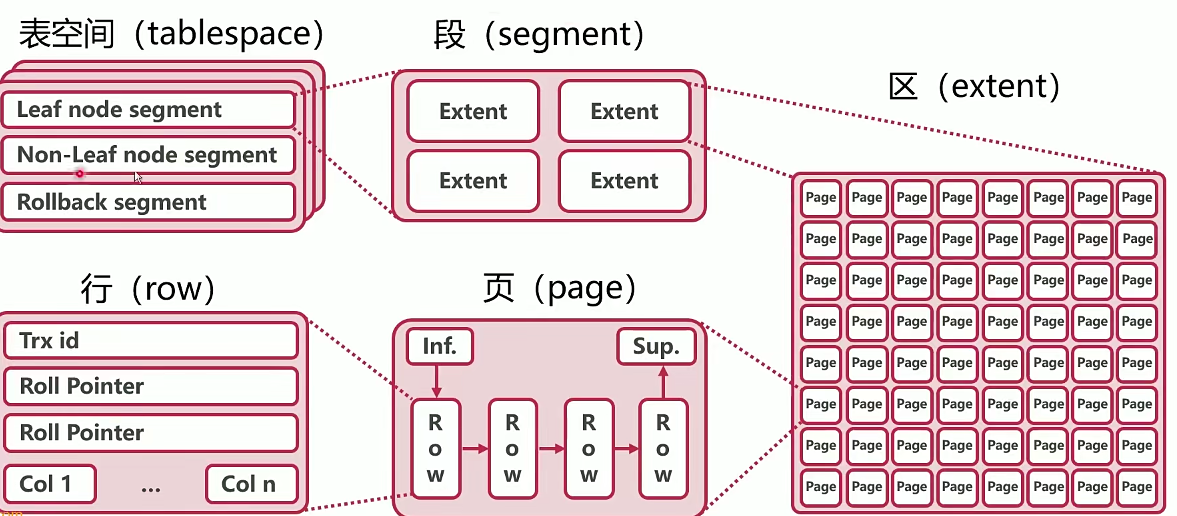 表空间（tablespace）
Leaf node segment
Non-Leaf node segment
Rollback segment
段（segment）
Extent Extent
Extent Extent
区（extent）
Page Page Page Page Page Page Page Page
Page Page Page Page Page Page Page Page
Page Page Page Page Page Page Page Page
Page Page Page Page Page Page Page Page
Page Page Page Page Page Page Page Page
Page Page Page Page Page Page Page Page
Page Page Page Page Page Page Page Page
Page Page Page Page Page Page Page Page
行（row）
Trx id
Roll Pointer
Roll Pointer
Col 1 ... Col n
页（page）
Inf. Sup.
Row Row Row Row